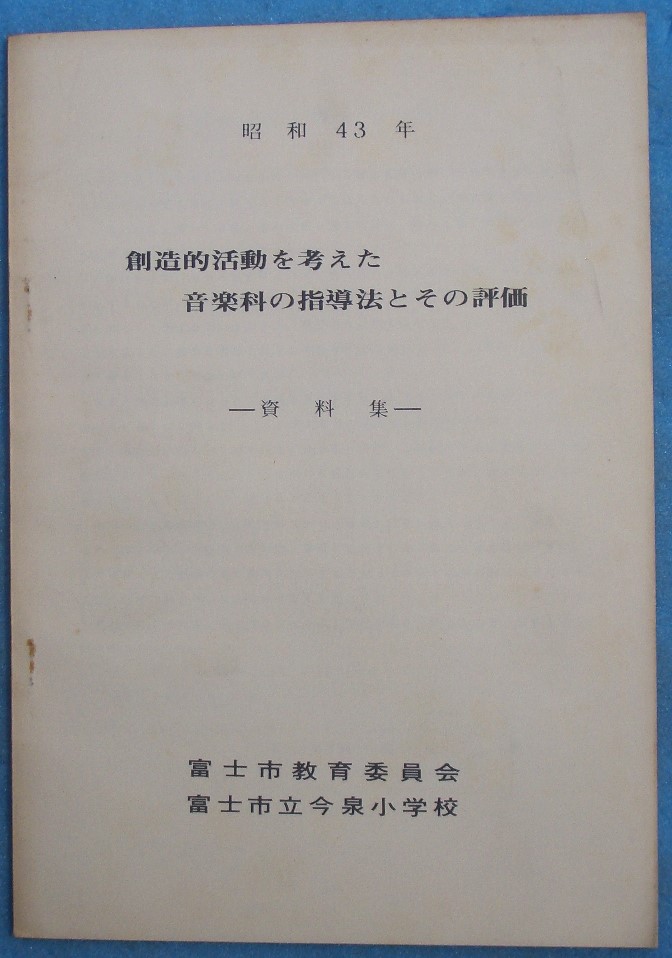 昭和43年
創造的活動を考えた
音楽科の指導法とその評価
―資料集―
富士市教育委員会
富士市立今泉小学校